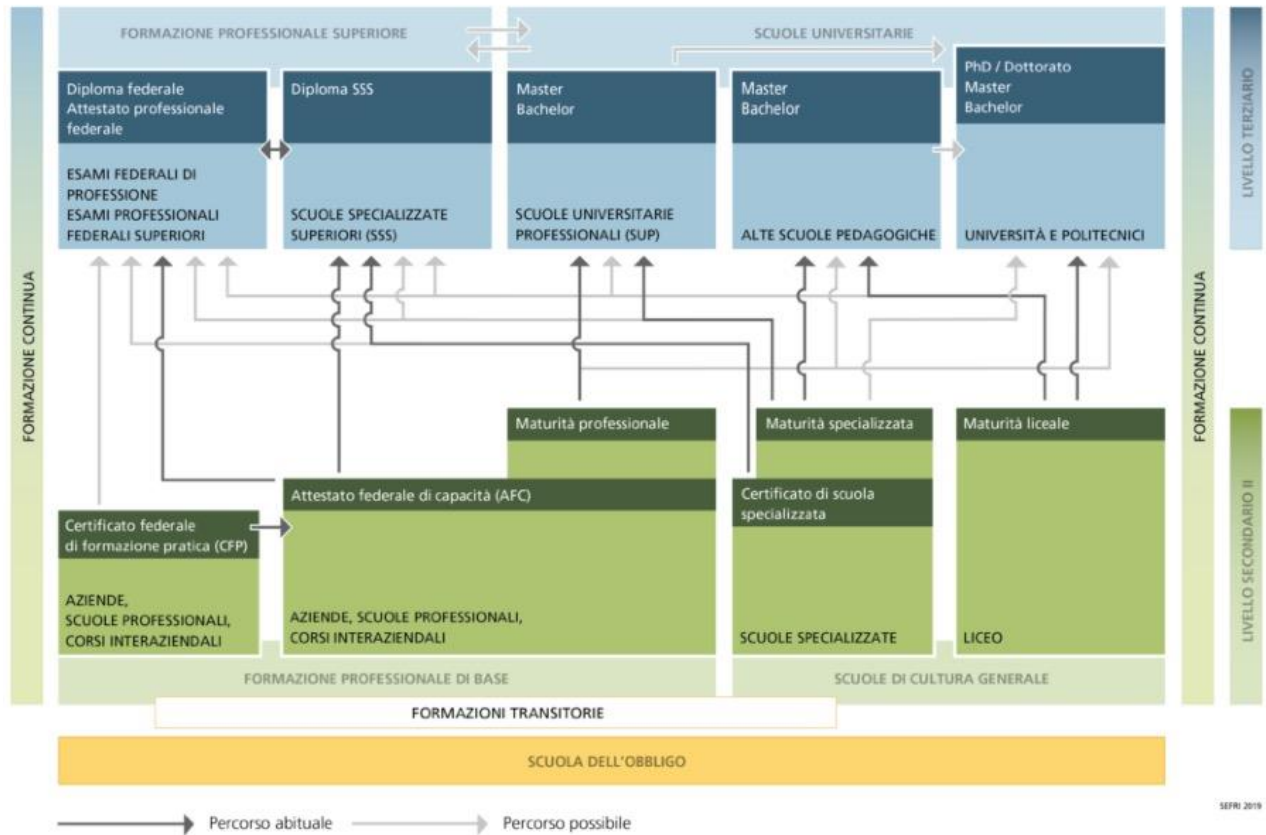 FORMAZIONE PROFESSIONALE SUPERIORE
SCUOLE UNIVERSITARIE
Diploma federale
Attestato professionale
federale
ESAMI FEDERALI DI
PROFESSIONE
ESAMI PROFESSIONALI
FEDERALI SUPERIORI
Diploma SSS
SCUOLE SPECIALIZZATE
SUPERIORI (SSS)
Master
Bachelor
SCUOLE UNIVERSITARIE
PROFESSIONALI (SUP)
Master
Bachelor
ALTE SCUOLE PEDAGOGICHE
PhD / Dottorato
Master
Bachelor
UNIVERSITÀ E POLITECNICI
FORMAZIONE CONTINUA
FORMAZIONE CONTINUA
LIVELLO TERZIARIO
LIVELLO SECONDARIO II
Maturità professionale
Attestato federale di capacità (AFC)
AZIENDE, SCUOLE PROFESSIONALI,
CORSI INTERAZIENDALI
Certificato federale
di formazione pratica (CFP)
AZIENDE,
SCUOLE PROFESSIONALI,
CORSI INTERAZIENDALI
Maturità specializzata
Certificato di scuola
specializzata
SCUOLE SPECIALIZZATE
Maturità liceale
LICEO
FORMAZIONE PROFESSIONALE DI BASE
SCUOLE DI CULTURA GENERALE
FORMAZIONI TRANSITORIE
SCUOLA DELL'OBBLIGO
Percorso abituale
Percorso possibile
SEFRI 2019